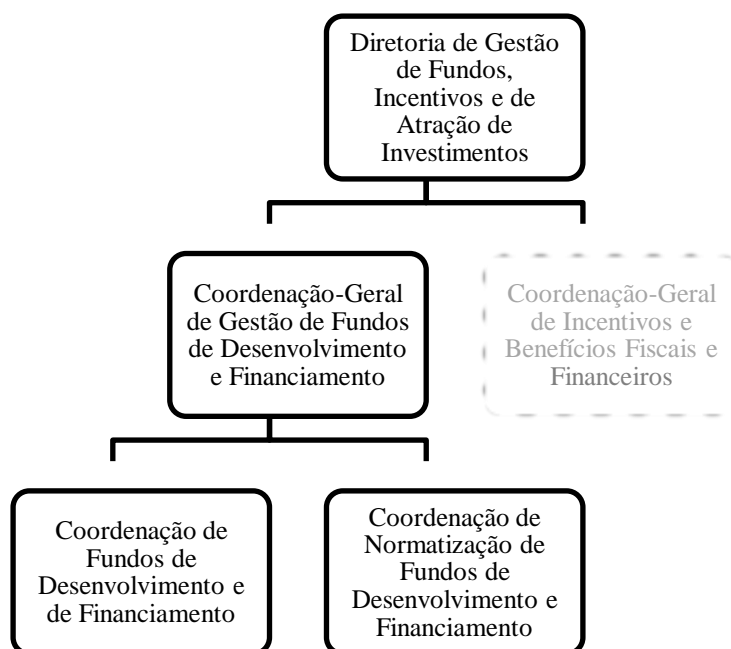 Diretoria de Gestão
de Fundos,
Incentivos e de
Atração de
Investimentos
Coordenação-Geral
de Gestão de Fundos
de Desenvolvimento
e Financiamento
Coordenação-Geral
de Incentivos e
Benefícios Fiscais e
Financeiros
Coordenação de
Fundos de
Desenvolvimento e
de Financiamento
Coordenação de
Normatização de
Fundos de
Desenvolvimento e
Financiamento